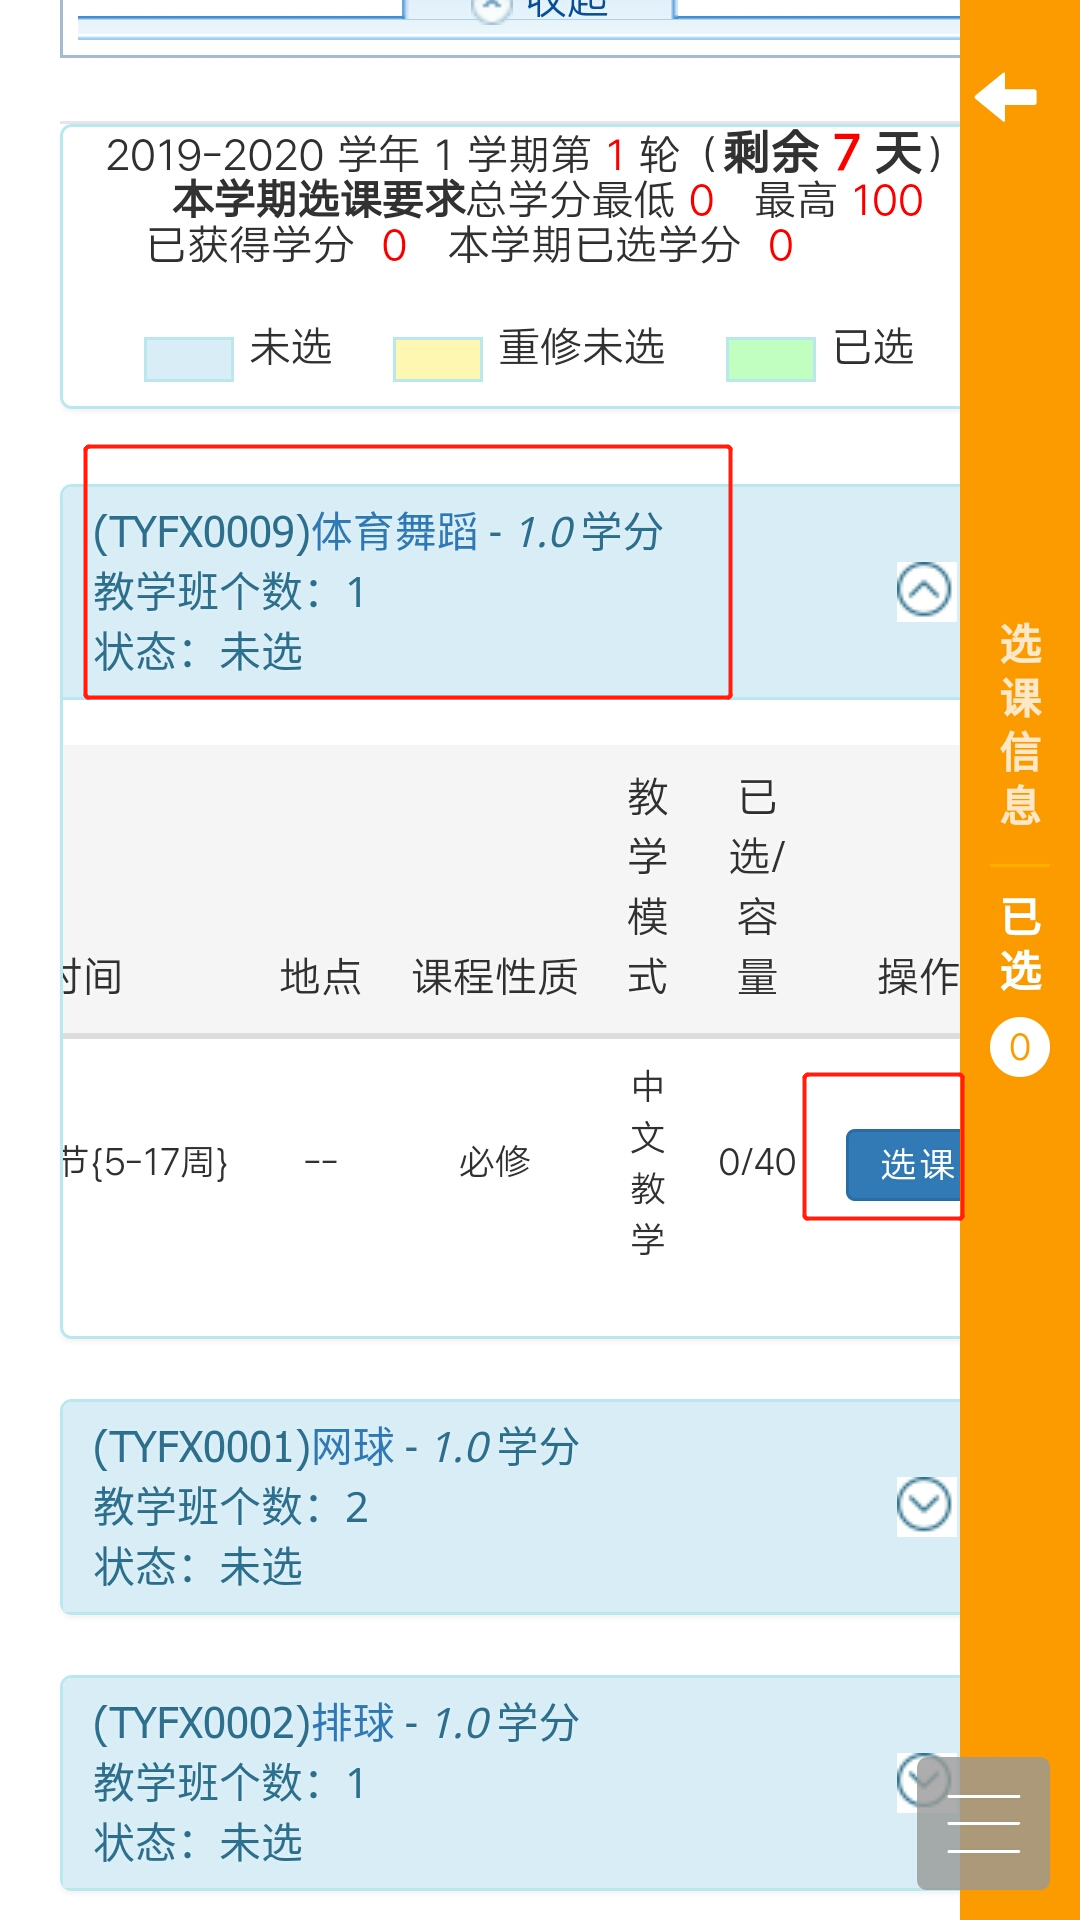 收起
2019-2020 学年 1 学期第 1 轮（剩余 7 天）
本学期选课要求总学分最低 0 最高 100
已获得学分 0 本学期已选学分 0
未选 重修未选 已选
(TYFX0009)体育舞蹈 - 1.0 学分
教学班个数：1
状态：未选
时间 地点 课程性质 教学模式 已选/容量 操作
节{5-17周} -- 必修 中文教学 0/40 选课
(TYFX0001)网球 - 1.0 学分
教学班个数：2
状态：未选
(TYFX0002)排球 - 1.0 学分
教学班个数：1
状态：未选
选课信息
已选
0